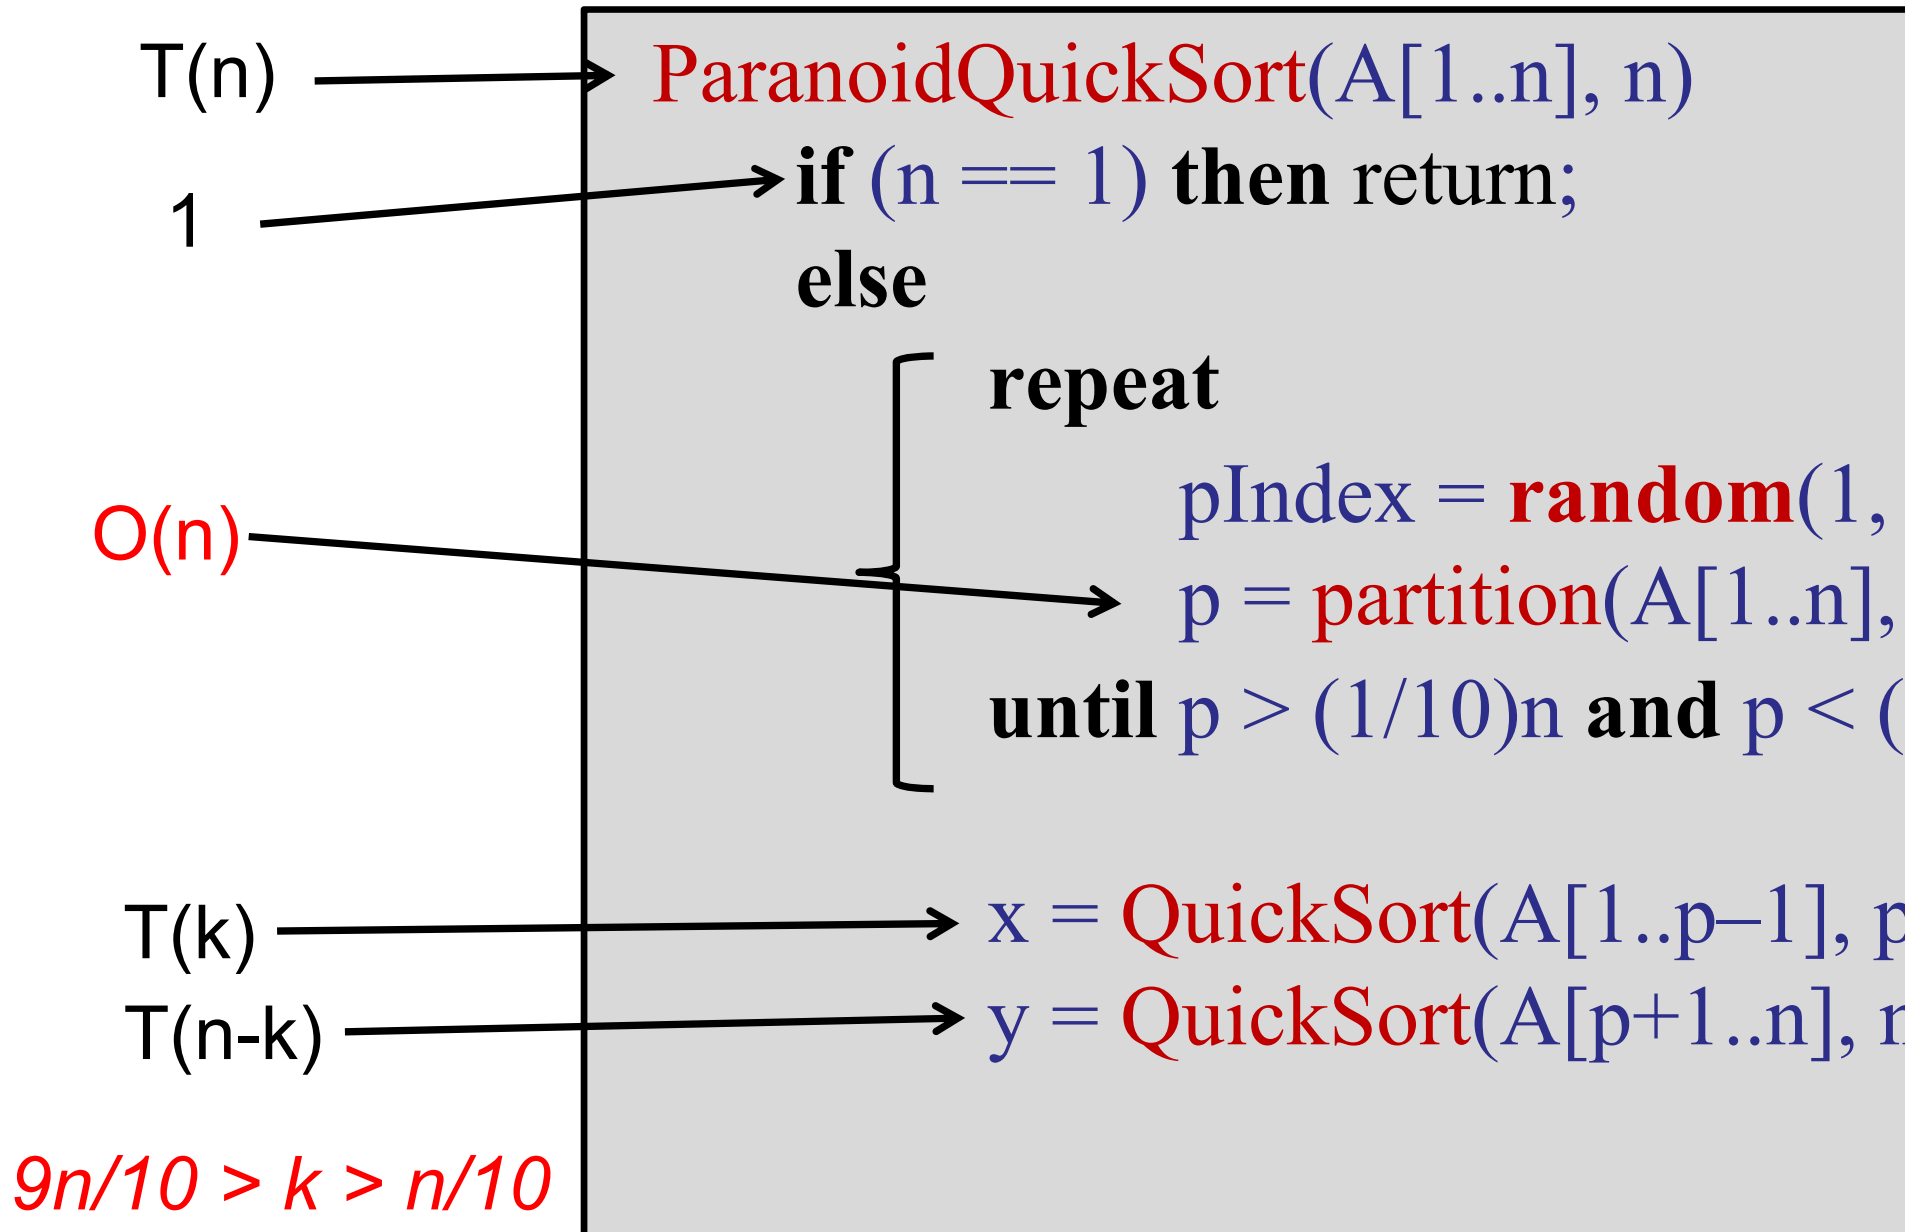 T(n) ParanoidQuickSort(A[1..n], n)
1 if (n == 1) then return;
else
repeat
pIndex = random(1,
O(n) p = partition(A[1..n],
until p > (1/10)n and p < (
T(k) x = QuickSort(A[1..p–1], p
T(n-k) y = QuickSort(A[p+1..n], n
9n/10 > k > n/10